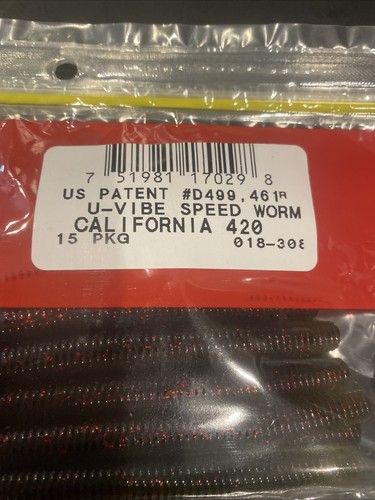 7 51981 17029 8
US PATENT #D499,461R
U-VIBE SPEED WORM
CALIFORNIA 420
15 PKG 018-308